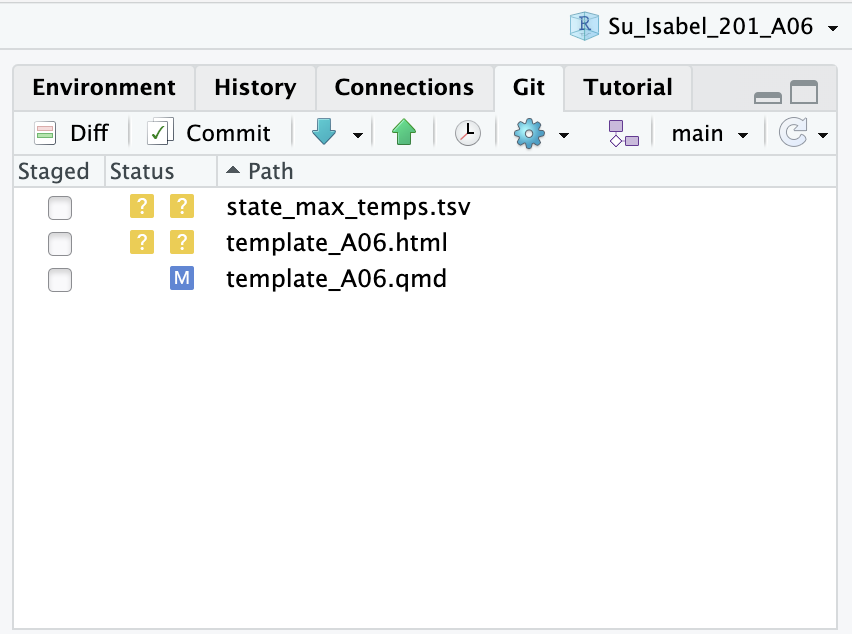 R Su_Isabel_201_A06
Environment History Connections Git Tutorial
Diff Commit main
Staged Status Path
? ? state_max_temps.tsv
? ? template_A06.html
M template_A06.qmd